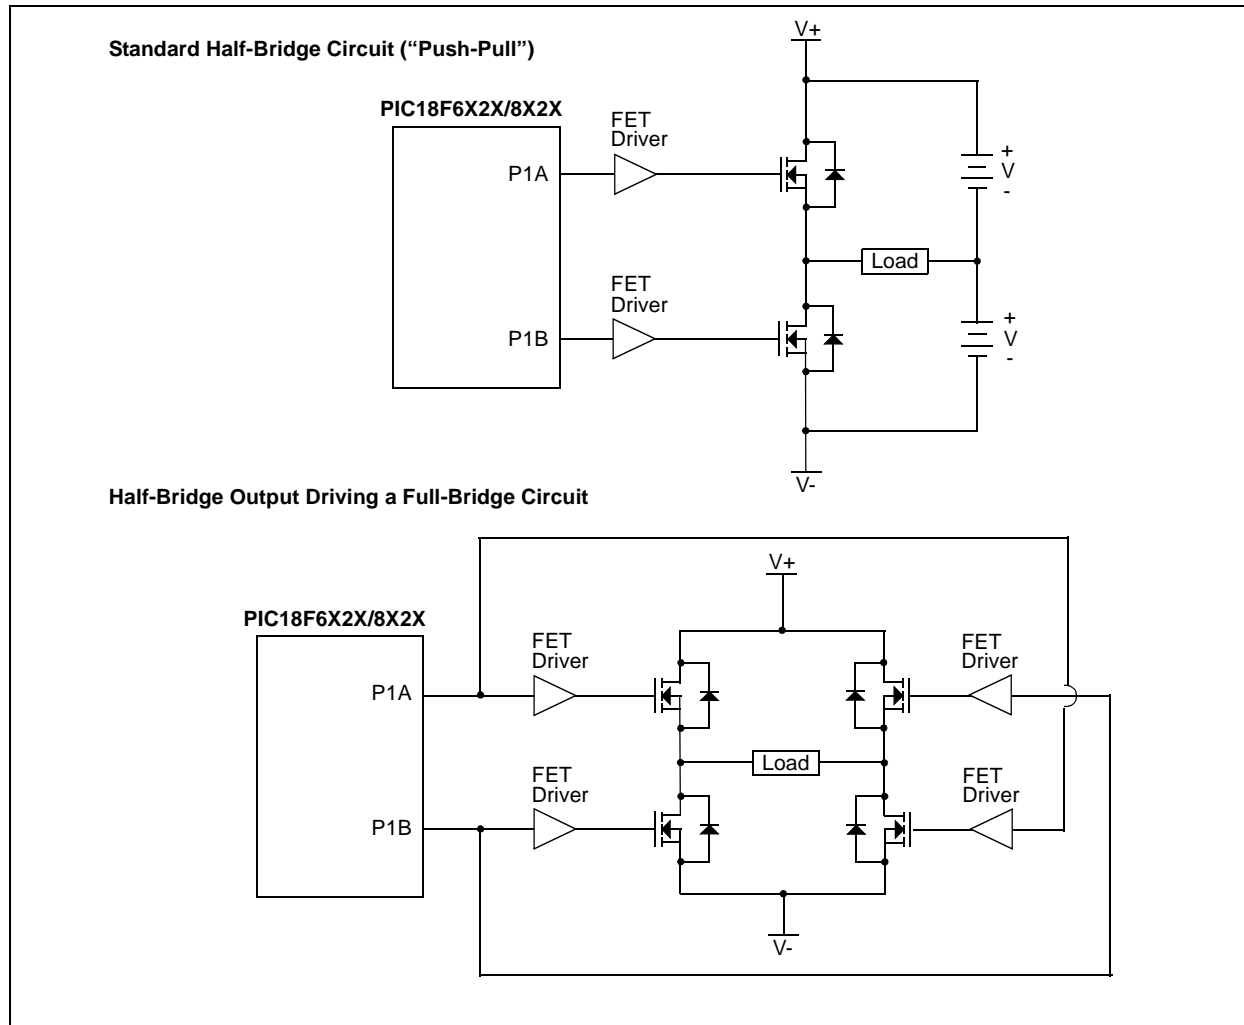 Standard Half-Bridge Circuit (“Push-Pull”)
V+
PIC18F6X2X/8X2X
FET
Driver
P1A
+
V
-
Load
FET
Driver
P1B
+
V
-
V-
Half-Bridge Output Driving a Full-Bridge Circuit
V+
PIC18F6X2X/8X2X
FET
Driver
FET
Driver
P1A
Load
FET
Driver
FET
Driver
P1B
V-